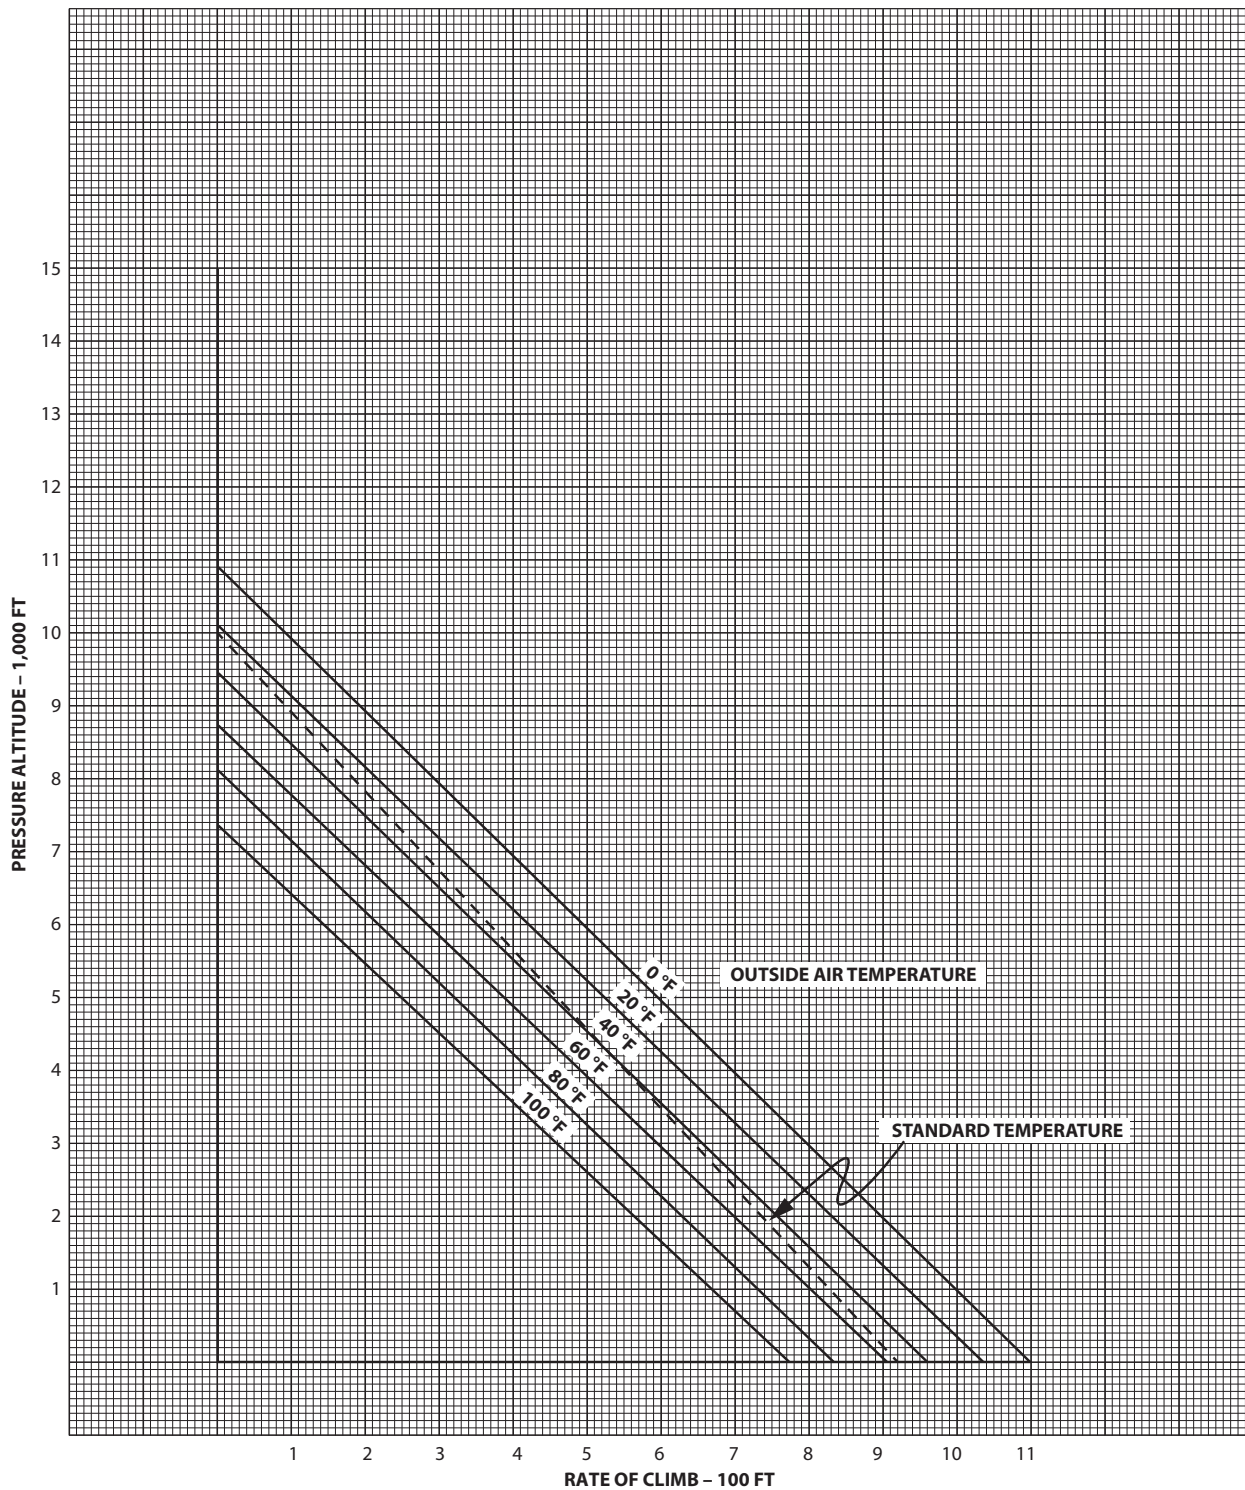 15
14
13
12
11
10
9
8
7
6
5
4
3
2
1
PRESSURE ALTITUDE – 1,000 FT
0 °F
20 °F
40 °F
60 °F
80 °F
100 °F
OUTSIDE AIR TEMPERATURE
STANDARD TEMPERATURE
1 2 3 4 5 6 7 8 9 10 11
RATE OF CLIMB – 100 FT